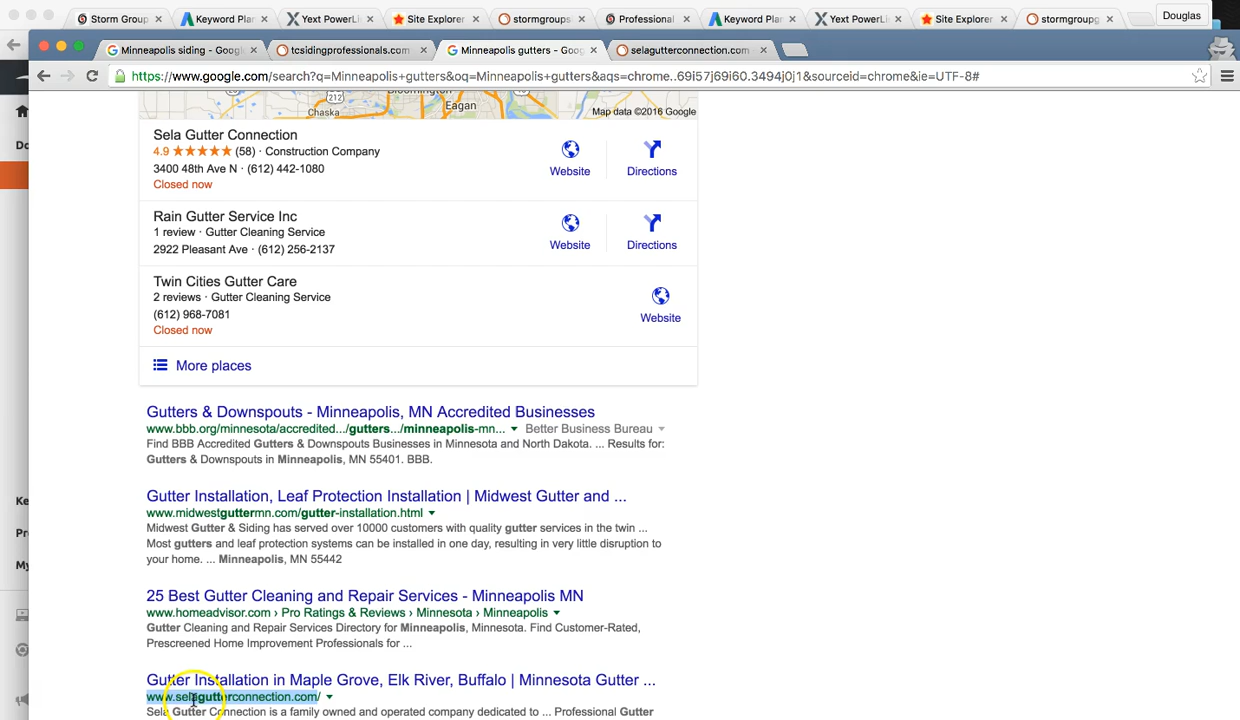 Storm Group
Keyword Plan
Yext PowerLi
Site Explorer
stormgroups
Professional
Keyword Plan
Yext PowerLi
Site Explorer
stormgroupg
Douglas
Minneapolis siding - Google
tcsidingprofessionals.com
Minneapolis gutters - Goog
selagutterconnection.com
https://www.google.com/search?q=Minneapolis+gutters&oq=Minneapolis+gutters&aqs=chrome..69i57j69i60.3494j0j1&sourceid=chrome&ie=UTF-8#
212
Bloomington
Chaska
Eagan
Map data ©2016 Google
Sela Gutter Connection
4.9 ★★★★★ (58) · Construction Company
3400 48th Ave N · (612) 442-1080
Closed now
Website
Directions
Rain Gutter Service Inc
1 review · Gutter Cleaning Service
2922 Pleasant Ave · (612) 256-2137
Website
Directions
Twin Cities Gutter Care
2 reviews · Gutter Cleaning Service
(612) 968-7081
Closed now
Website
More places
Gutters & Downspouts - Minneapolis, MN Accredited Businesses
www.bbb.org/minnesota/accredited.../gutters.../minneapolis-mn... Better Business Bureau
Find BBB Accredited Gutters & Downspouts Businesses in Minnesota and North Dakota. ... Results for:
Gutters & Downspouts in Minneapolis, MN 55401. BBB.
Gutter Installation, Leaf Protection Installation | Midwest Gutter and ...
www.midwestguttermn.com/gutter-installation.html
Midwest Gutter & Siding has served over 10000 customers with quality gutter services in the twin ...
Most gutters and leaf protection systems can be installed in one day, resulting in very little disruption to
your home. ... Minneapolis, MN 55442
25 Best Gutter Cleaning and Repair Services - Minneapolis MN
www.homeadvisor.com › Pro Ratings & Reviews › Minnesota › Minneapolis
Gutter Cleaning and Repair Services Directory for Minneapolis, Minnesota. Find Customer-Rated,
Prescreened Home Improvement Professionals for ...
Gutter Installation in Maple Grove, Elk River, Buffalo | Minnesota Gutter ...
www.selagutterconnection.com/
Sela Gutter Connection is a family owned and operated company dedicated to ... Professional Gutter
Do
Ke
Pr
My